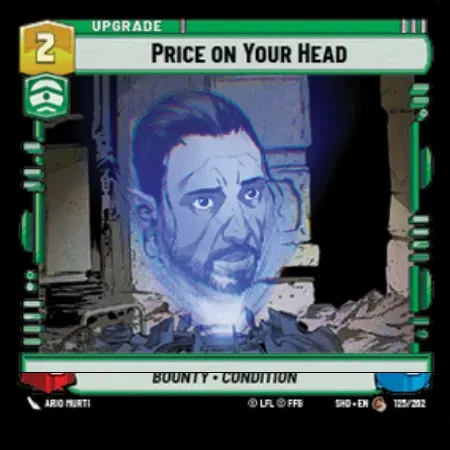 UPGRADE
2
PRICE ON YOUR HEAD
BOUNTY • CONDITION
ARIO MURTI
© LFL © FFG
SHD • EN
125/262